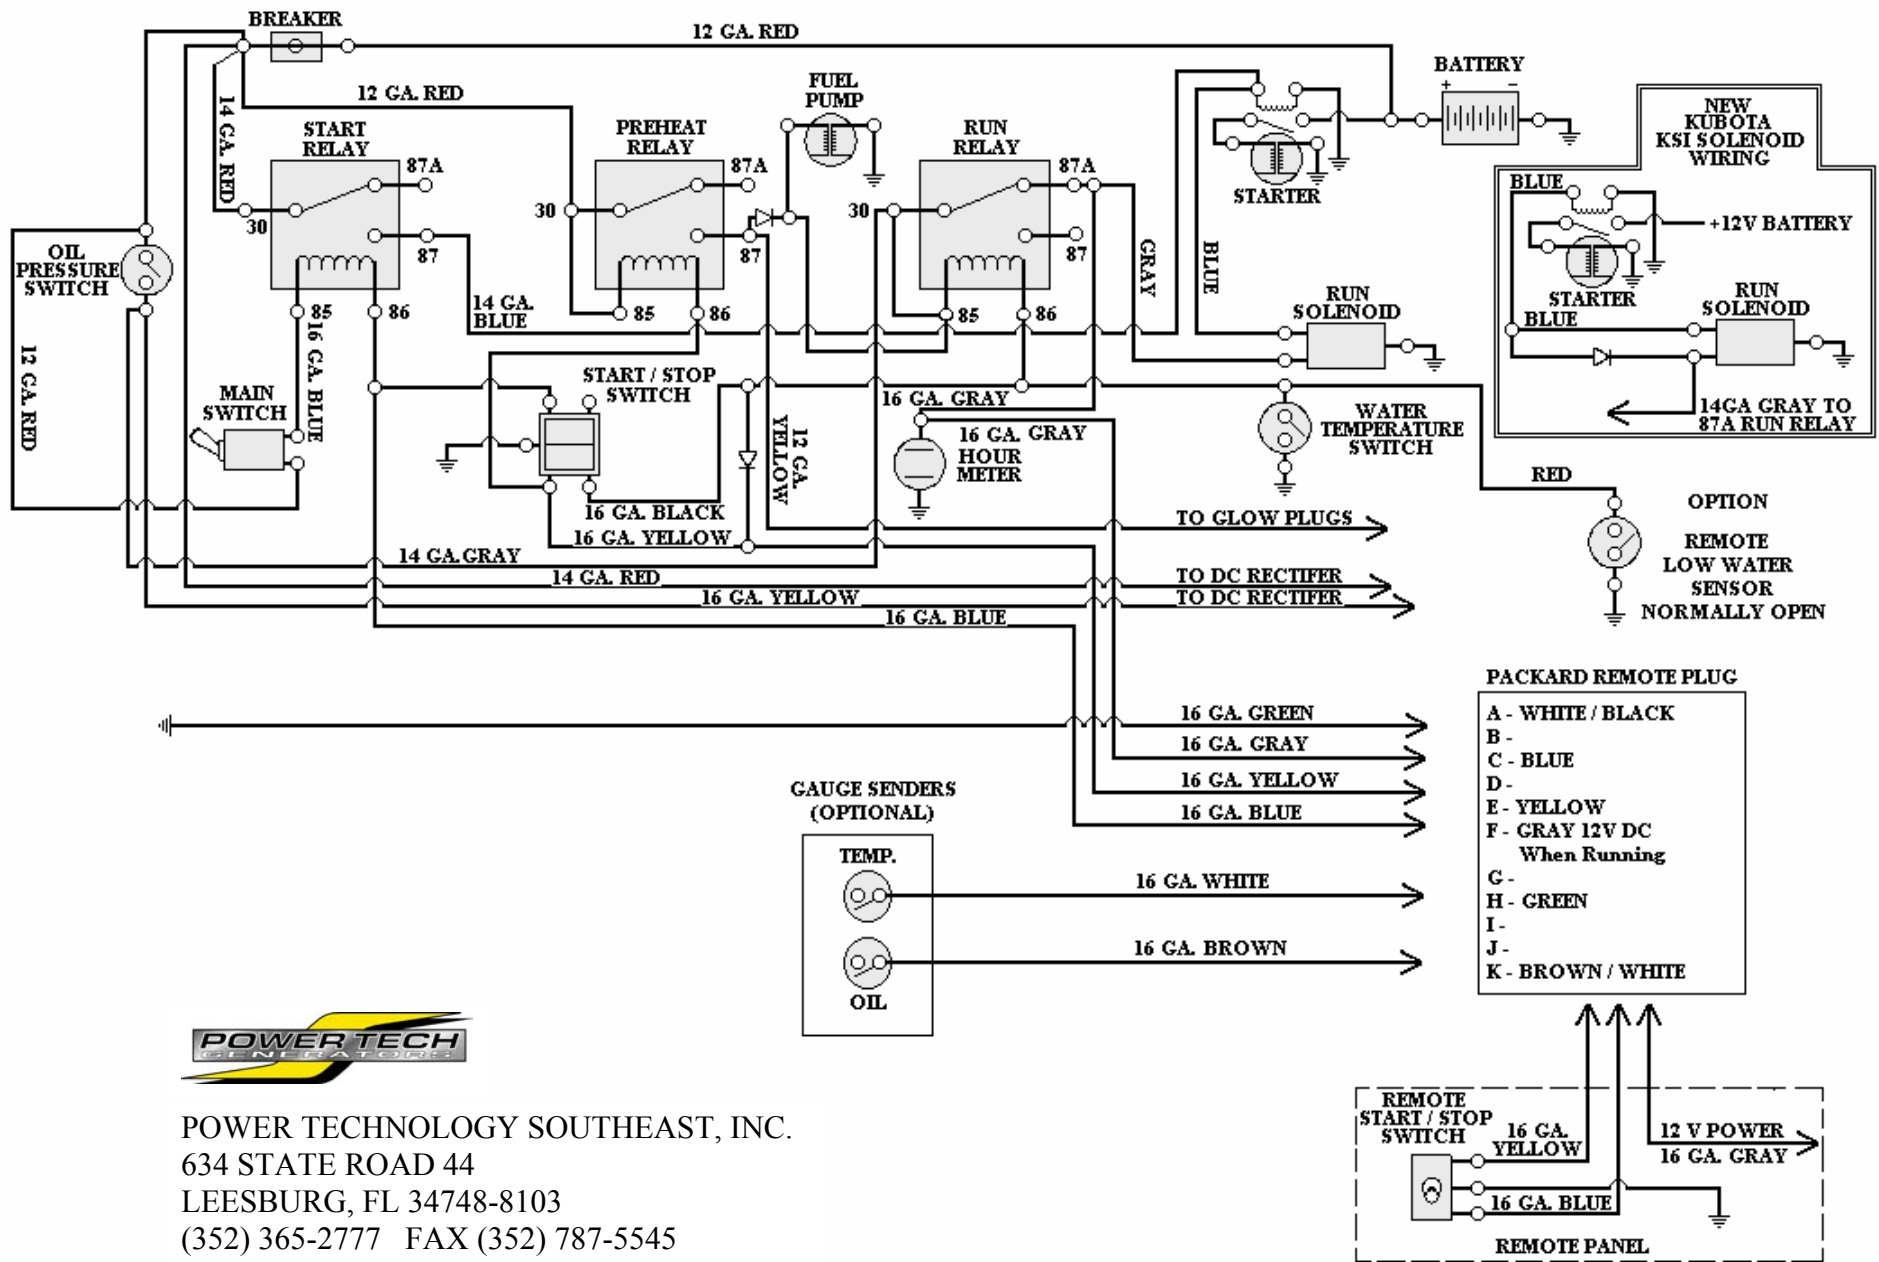 BREAKER
12 GA. RED
BATTERY
+ −
FUEL
PUMP
12 GA. RED
14 GA. RED
START
RELAY
PREHEAT
RELAY
RUN
RELAY
87A
87A
87A
30
30
30
87
87
87
85
86
85
86
85
86
STARTER
NEW
KUBOTA
KSI SOLENOID
WIRING
BLUE
+12V BATTERY
STARTER
RUN
SOLENOID
BLUE
14GA GRAY TO
87A RUN RELAY
OIL
PRESSURE
SWITCH
14 GA.
BLUE
GRAY
BLUE
RUN
SOLENOID
12 GA. RED
16 GA. BLUE
MAIN
SWITCH
START / STOP
SWITCH
12 GA.
YELLOW
16 GA. GRAY
16 GA. GRAY
HOUR
METER
WATER
TEMPERATURE
SWITCH
RED
OPTION
REMOTE
LOW WATER
SENSOR
NORMALLY OPEN
16 GA. BLACK
16 GA. YELLOW
TO GLOW PLUGS
14 GA.GRAY
14 GA. RED
TO DC RECTIFER
16 GA. YELLOW
TO DC RECTIFER
16 GA. BLUE
16 GA. GREEN
16 GA. GRAY
16 GA. YELLOW
16 GA. BLUE
PACKARD REMOTE PLUG
A - WHITE / BLACK
B -
C - BLUE
D -
E - YELLOW
F - GRAY 12V DC
When Running
G -
H - GREEN
I -
J -
K - BROWN / WHITE
GAUGE SENDERS
(OPTIONAL)
TEMP.
16 GA. WHITE
16 GA. BROWN
OIL
POWER TECH
GENERATORS
POWER TECHNOLOGY SOUTHEAST, INC.
634 STATE ROAD 44
LEESBURG, FL 34748-8103
(352) 365-2777 FAX (352) 787-5545
REMOTE
START / STOP
SWITCH
16 GA.
YELLOW
12 V POWER
16 GA. GRAY
16 GA. BLUE
REMOTE PANEL